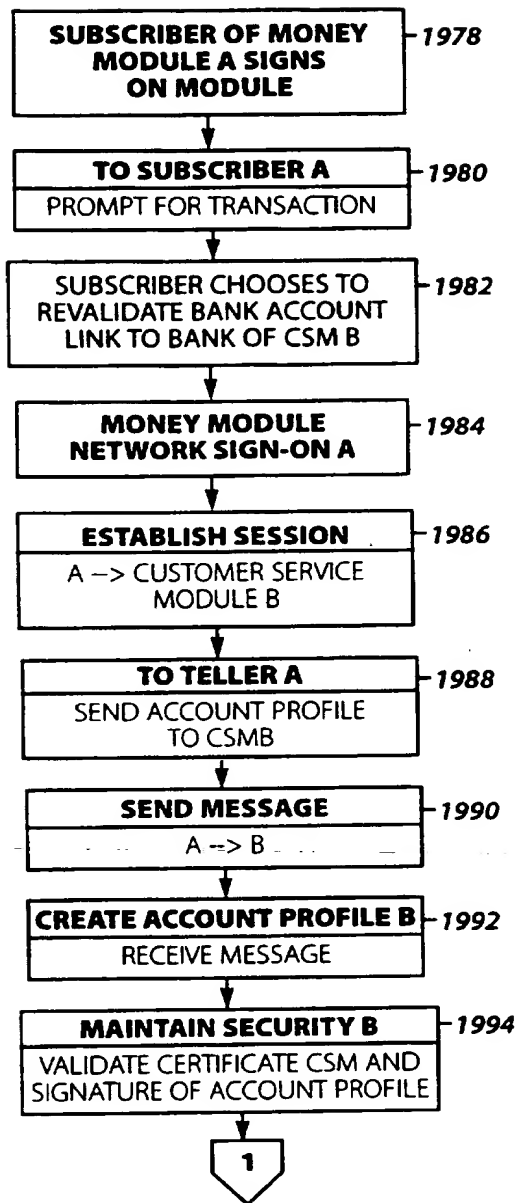 SUBSCRIBER OF MONEY
MODULE A SIGNS
ON MODULE
1978
TO SUBSCRIBER A
1980
PROMPT FOR TRANSACTION
SUBSCRIBER CHOOSES TO
REVALIDATE BANK ACCOUNT
LINK TO BANK OF CSM B
1982
MONEY MODULE
NETWORK SIGN-ON A
1984
ESTABLISH SESSION
1986
A --> CUSTOMER SERVICE
MODULE B
TO TELLER A
1988
SEND ACCOUNT PROFILE
TO CSMB
SEND MESSAGE
1990
A --> B
CREATE ACCOUNT PROFILE B
1992
RECEIVE MESSAGE
MAINTAIN SECURITY B
1994
VALIDATE CERTIFICATE CSM AND
SIGNATURE OF ACCOUNT PROFILE
1